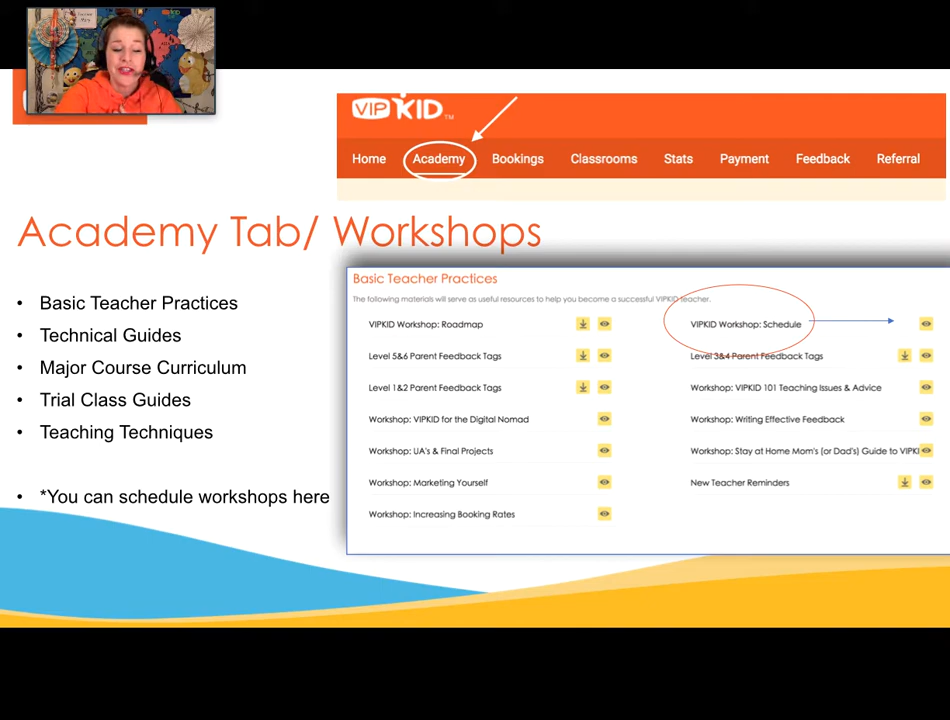 VIPKID TM
Home Academy Bookings Classrooms Stats Payment Feedback Referral
Academy Tab/ Workshops
• Basic Teacher Practices
• Technical Guides
• Major Course Curriculum
• Trial Class Guides
• Teaching Techniques
• *You can schedule workshops here
Basic Teacher Practices
The following materials will serve as useful resources to help you become a successful VIPKID teacher.
VIPKID Workshop: Roadmap
VIPKID Workshop: Schedule
Level 5&6 Parent Feedback Tags
Level 3&4 Parent Feedback Tags
Level 1&2 Parent Feedback Tags
Workshop: VIPKID 101 Teaching Issues & Advice
Workshop: VIPKID for the Digital Nomad
Workshop: Writing Effective Feedback
Workshop: UA's & Final Projects
Workshop: Stay at Home Mom's (or Dad's) Guide to VIPKI
Workshop: Marketing Yourself
New Teacher Reminders
Workshop: Increasing Booking Rates